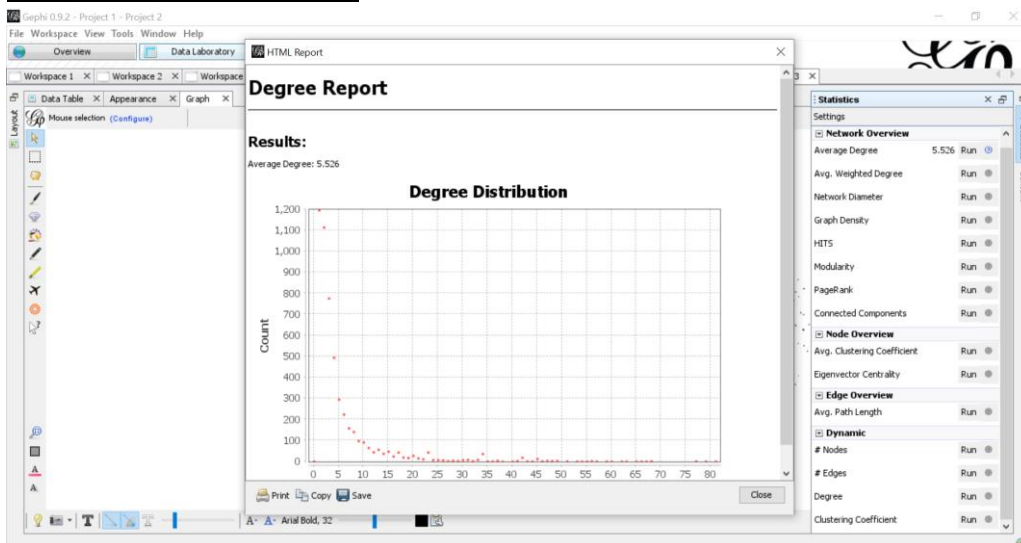 Gephi 0.9.2 - Project 1 - Project 2
File Workspace View Tools Window Help
Overview Data Laboratory
Workspace 1 X Workspace 2 X Workspace 3 X
Data Table X Appearance X Graph X
Layout
Mouse selection (Configure)
HTML Report
Degree Report
Results:
Average Degree: 5.526
Degree Distribution
Count
1,200
1,100
1,000
900
800
700
600
500
400
300
200
100
0
0 5 10 15 20 25 30 35 40 45 50 55 60 65 70 75 80
Print Copy Save Close
A- A- Arial Bold, 32
Statistics
Settings
Network Overview
Average Degree 5.526 Run
Avg. Weighted Degree Run
Network Diameter Run
Graph Density Run
HITS Run
Modularity Run
PageRank Run
Connected Components Run
Node Overview
Avg. Clustering Coefficient Run
Eigenvector Centrality Run
Edge Overview
Avg. Path Length Run
Dynamic
# Nodes Run
# Edges Run
Degree Run
Clustering Coefficient Run